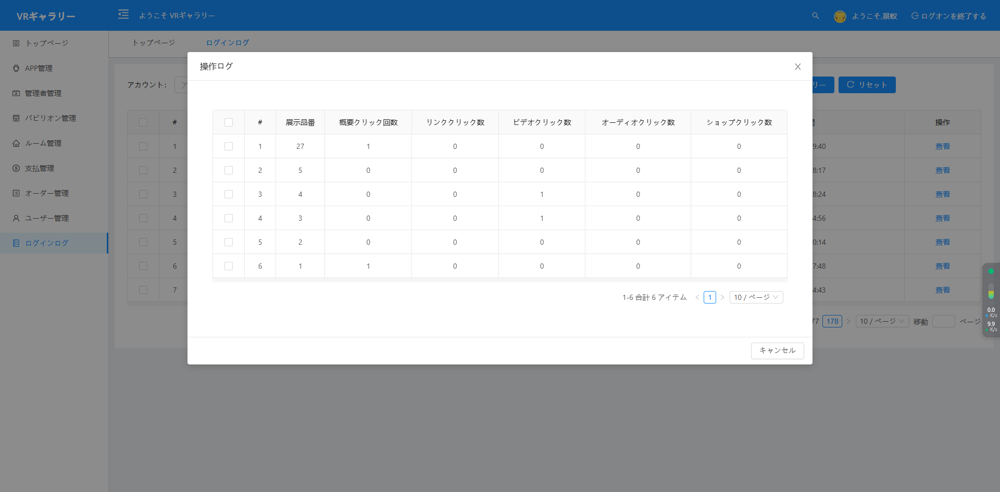 VRギャラリー
ようこそ VRギャラリー
ようこそ,景蚁
ログオンを終了する
トップページ
APP管理
管理者管理
パビリオン管理
ルーム管理
支払管理
オーダー管理
ユーザー管理
ログインログ
トップページ ログインログ
アカウント:
リー リセット
操作ログ
# 展示品番 概要クリック回数 リンククリック数 ビデオクリック数 オーディオクリック数 ショップクリック数
1 27 1 0 0 0 0
2 5 0 0 0 0 0
3 4 0 0 1 0 0
4 3 0 0 1 0 0
5 2 0 0 0 0 0
6 1 1 0 0 0 0
1-6 合計 6 アイテム 1 10 / ページ
キャンセル
# 操作
1 9:40 查看
2 8:17 查看
3 8:24 查看
4 4:56 查看
5 0:14 查看
6 7:48 查看
7 4:43 查看
77 178 10 / ページ 移動 ページ
0.0
K/s
9.9
K/s